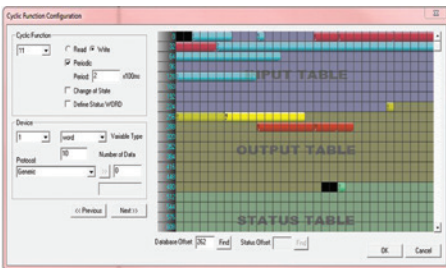 Cyclic Function Configuration
Cyclic Function
11
Read
Write
Periodic
Period
2
x100ms
Change of State
Define Status WORD
Device
1
word
Variable Type
10
Number of Data
Protocol
Generic
0
<< Previous
Next >>
INPUT TABLE
OUTPUT TABLE
STATUS TABLE
Database Offset
262
Find
Status Offset
Find
OK
Cancel